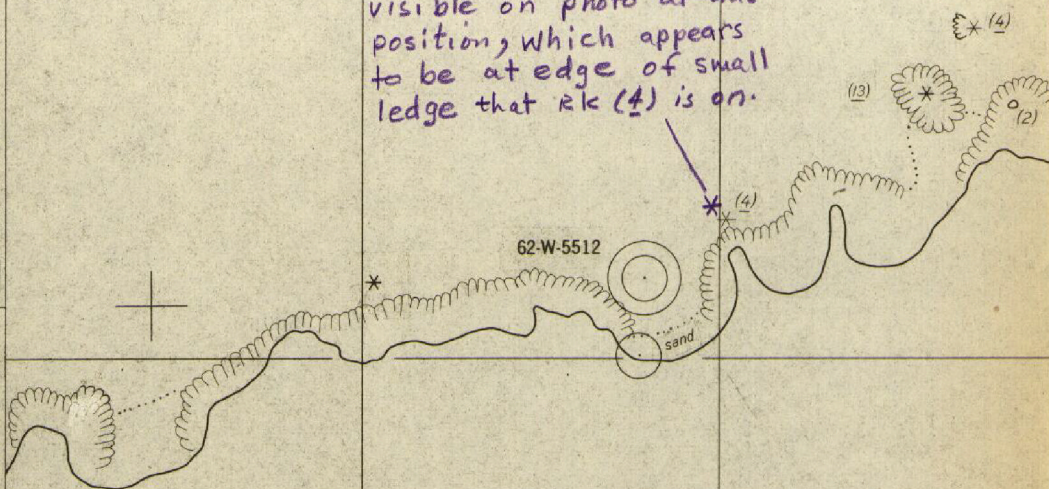 visible on photo at this
position, which appears
to be at edge of small
ledge that Rk (4) is on.
(4)
(13)
(2)
(4)
62-W-5512
sand